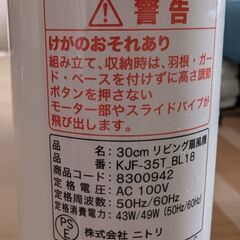 警告
けがのおそれあり
組み立て、収納時は、羽根・ガー
ド・ベースを付けずに高さ調節
ボタンを押さない
モーター部やスライドパイプが
飛び出します。
品名：30cm リビング扇風機
品番：KJF-35T_BL18
商品コード：8300942
定格電圧：AC 100V
定格周波数：50Hz/60Hz
定格消費電力：43W/49W (50Hz/60Hz)
PS
E
株式会社 ニトリ